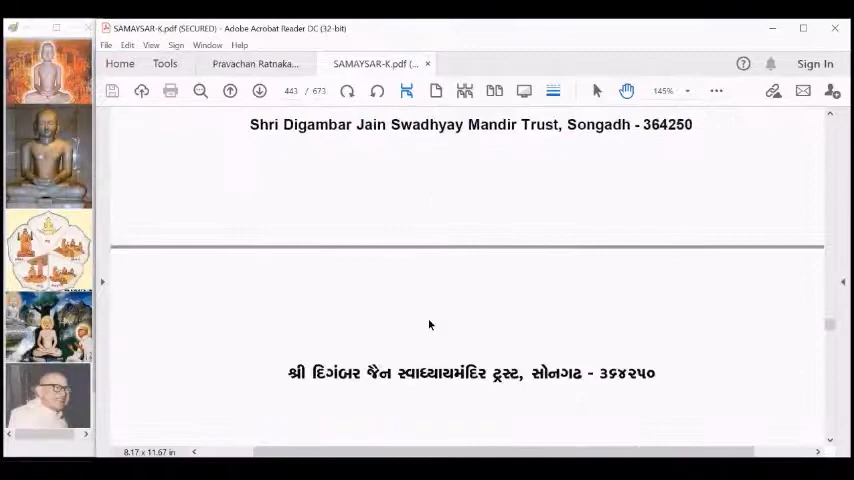 SAMAYSAR-K.pdf (SECURED) - Adobe Acrobat Reader DC (32-bit)
File Edit View Sign Window Help
Home Tools Pravachan Ratnaka... SAMAYSAR-K.pdf (... × Sign In
443 / 673 145%
Shri Digambar Jain Swadhyay Mandir Trust, Songadh - 364250
શ્રી દિગંબર જૈન સ્વાધ્યાયમંદિર ટ્રસ્ટ, સોનગઢ - ૩૬૪૨૫૦
8.17 x 11.67 in